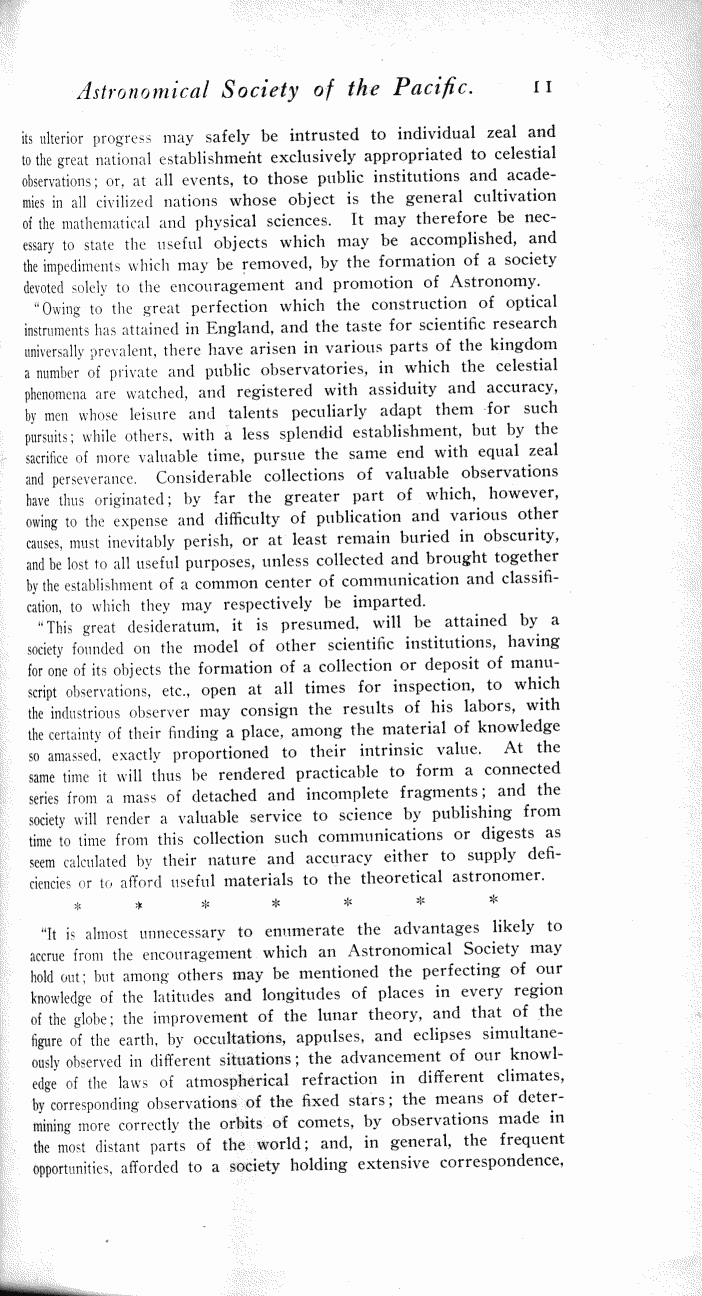 Astronomical Society of the Pacific. 11
its ulterior progress may safely be intrusted to individual zeal and
to the great national establishment exclusively appropriated to celestial
observations; or, at all events, to those public institutions and acade-
mies in all civilized nations whose object is the general cultivation
of the mathematical and physical sciences. It may therefore be nec-
essary to state the useful objects which may be accomplished, and
the impediments which may be removed, by the formation of a society
devoted solely to the encouragement and promotion of Astronomy.
"Owing to the great perfection which the construction of optical
instruments has attained in England, and the taste for scientific research
universally prevalent, there have arisen in various parts of the kingdom
a number of private and public observatories, in which the celestial
phenomena are watched, and registered with assiduity and accuracy,
by men whose leisure and talents peculiarly adapt them for such
pursuits; while others, with a less splendid establishment, but by the
sacrifice of more valuable time, pursue the same end with equal zeal
and perseverance. Considerable collections of valuable observations
have thus originated; by far the greater part of which, however,
owing to the expense and difficulty of publication and various other
causes, must inevitably perish, or at least remain buried in obscurity,
and be lost to all useful purposes, unless collected and brought together
by the establishment of a common center of communication and classifi-
cation, to which they may respectively be imparted.
"This great desideratum, it is presumed, will be attained by a
society founded on the model of other scientific institutions, having
for one of its objects the formation of a collection or deposit of manu-
script observations, etc., open at all times for inspection, to which
the industrious observer may consign the results of his labors, with
the certainty of their finding a place, among the material of knowledge
so amassed, exactly proportioned to their intrinsic value. At the
same time it will thus be rendered practicable to form a connected
series from a mass of detached and incomplete fragments; and the
society will render a valuable service to science by publishing from
time to time from this collection such communications or digests as
seem calculated by their nature and accuracy either to supply defi-
ciencies or to afford useful materials to the theoretical astronomer.
* * * * * * *
"It is almost unnecessary to enumerate the advantages likely to
accrue from the encouragement which an Astronomical Society may
hold out; but among others may be mentioned the perfecting of our
knowledge of the latitudes and longitudes of places in every region
of the globe; the improvement of the lunar theory, and that of the
figure of the earth, by occultations, appulses, and eclipses simultane-
ously observed in different situations; the advancement of our knowl-
edge of the laws of atmospherical refraction in different climates,
by corresponding observations of the fixed stars; the means of deter-
mining more correctly the orbits of comets, by observations made in
the most distant parts of the world; and, in general, the frequent
opportunities, afforded to a society holding extensive correspondence,